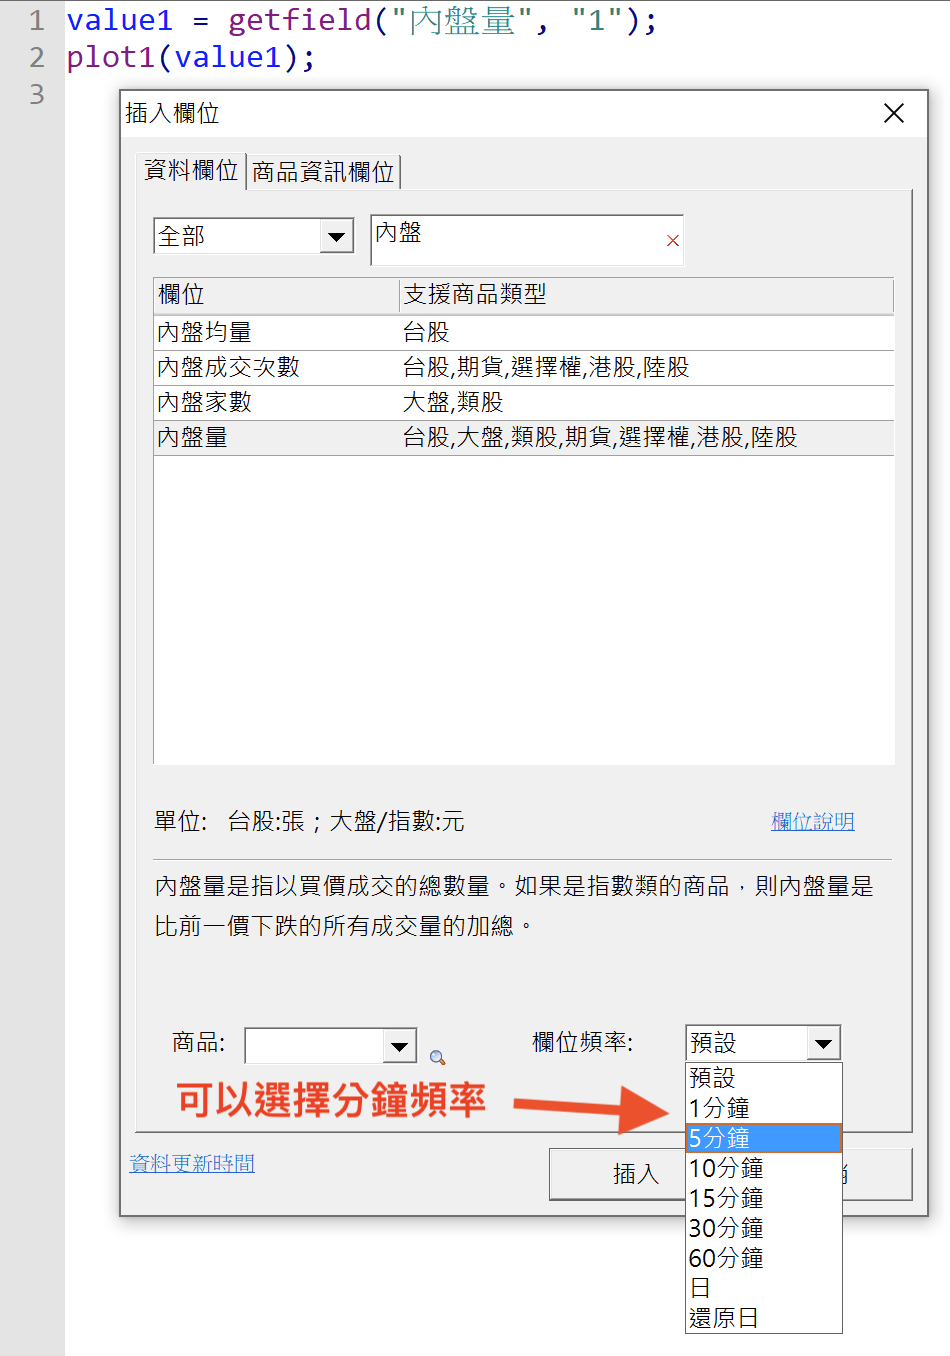 1 value1 = getfield("內盤量", "1");
2 plot1(value1);
3
插入欄位
資料欄位 商品資訊欄位
全部 內盤
欄位 支援商品類型
內盤均量 台股
內盤成交次數 台股,期貨,選擇權,港股,陸股
內盤家數 大盤,類股
內盤量 台股,大盤,類股,期貨,選擇權,港股,陸股
單位: 台股:張；大盤/指數:元 欄位說明
內盤量是指以買價成交的總數量。如果是指數類的商品，則內盤量是
比前一價下跌的所有成交量的加總。
商品: 欄位頻率: 預設
預設
可以選擇分鐘頻率 1分鐘
5分鐘
資料更新時間 插入
10分鐘
15分鐘
30分鐘
60分鐘
日
還原日